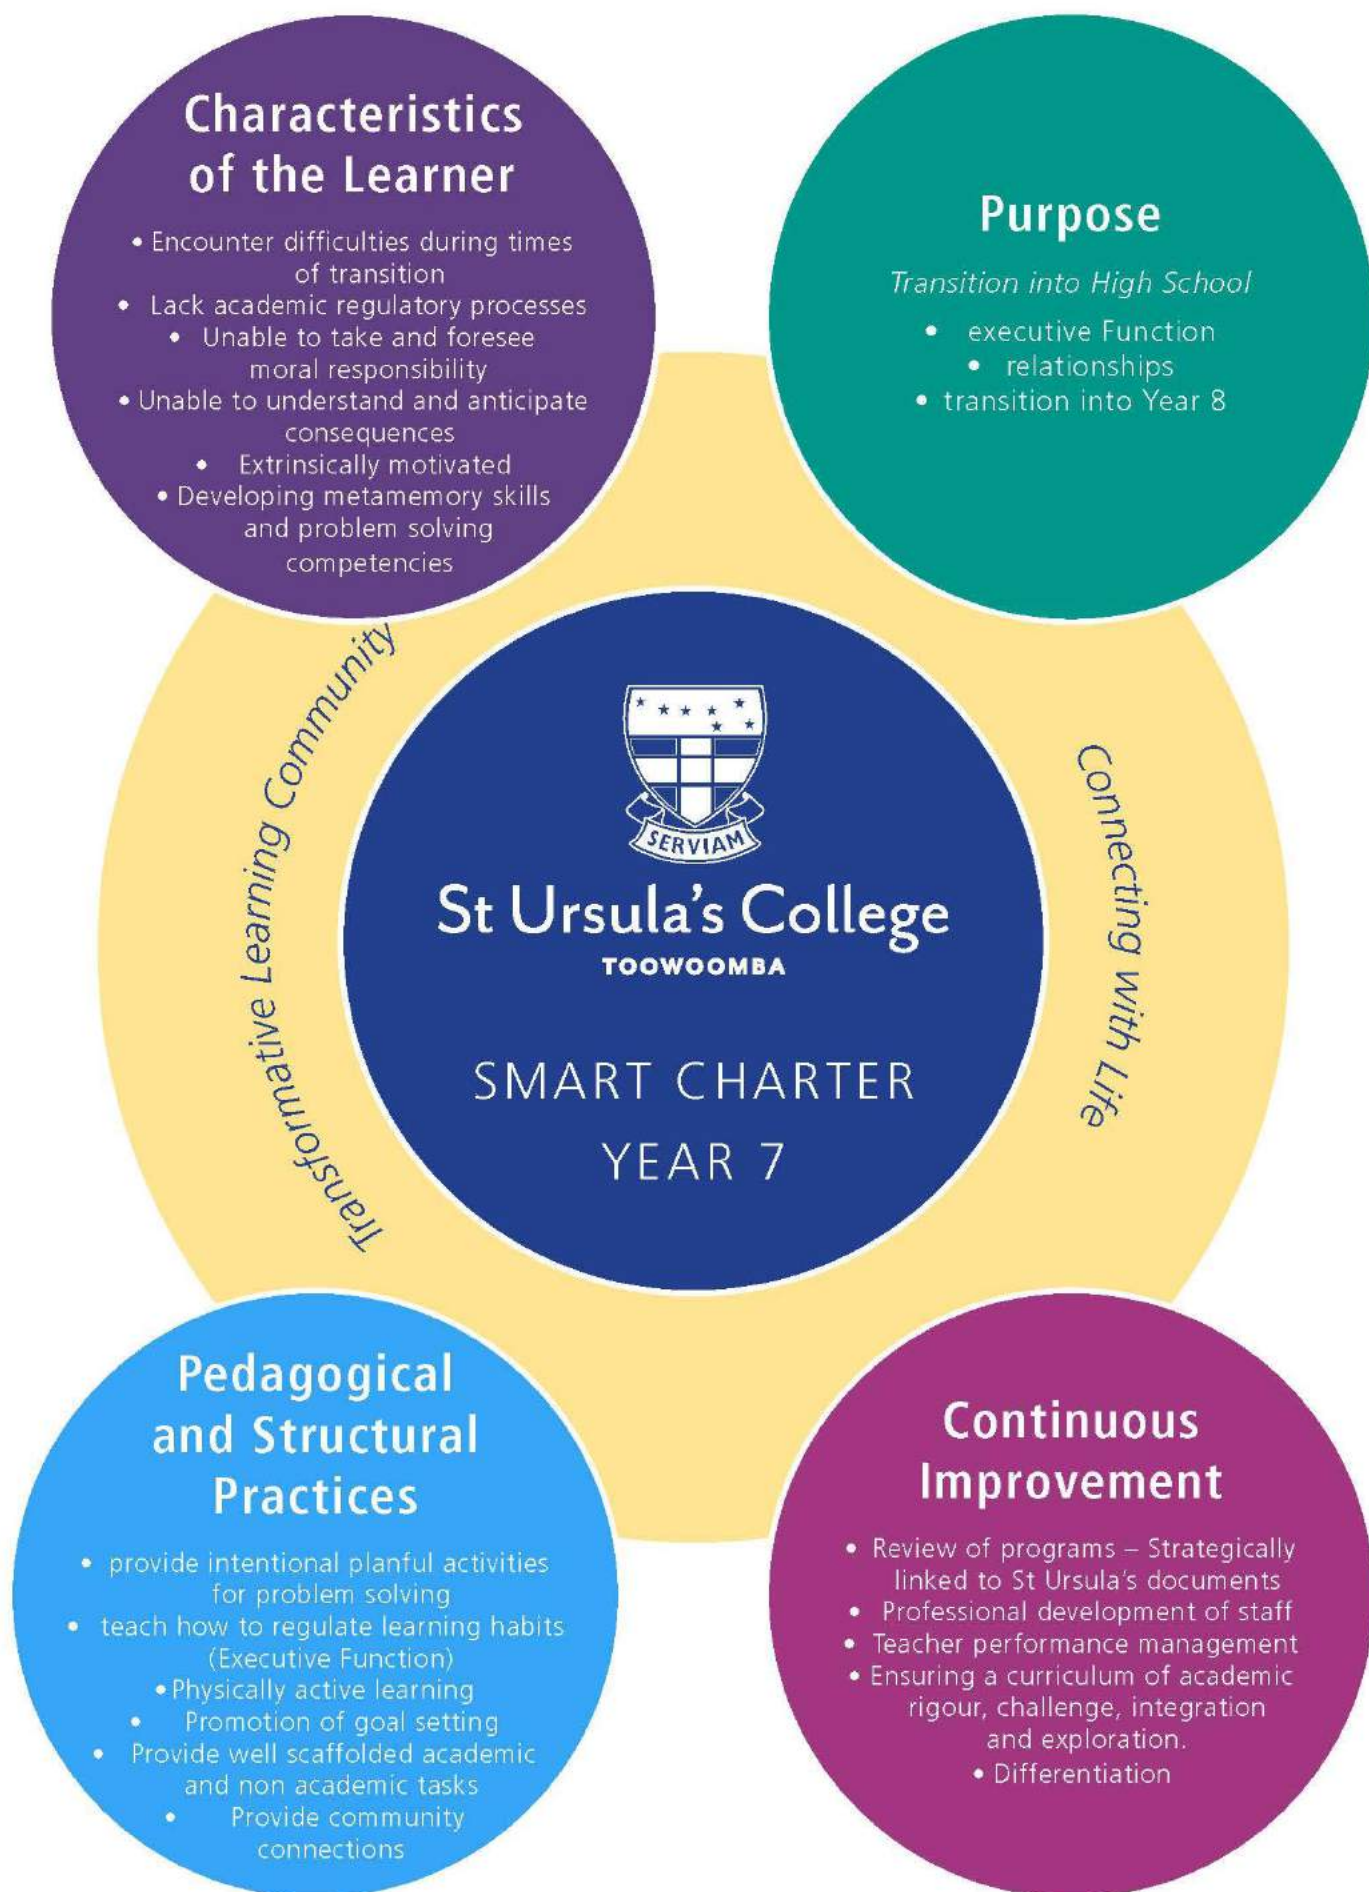 Characteristics
of the Learner
• Encounter difficulties during times
of transition
• Lack academic regulatory processes
• Unable to take and foresee
moral responsibility
• Unable to understand and anticipate
consequences
• Extrinsically motivated
• Developing metamemory skills
and problem solving
competencies
Purpose
Transition into High School
• executive Function
• relationships
• transition into Year 8
Transformative Learning Community
SERVIAM
St Ursula's College
TOOWOOMBA
SMART CHARTER
YEAR 7
Connecting with Life
Pedagogical
and Structural
Practices
• provide intentional planful activities
for problem solving
• teach how to regulate learning habits
(Executive Function)
• Physically active learning
• Promotion of goal setting
• Provide well scaffolded academic
and non academic tasks
• Provide community
connections
Continuous
Improvement
• Review of programs – Strategically
linked to St Ursula's documents
• Professional development of staff
• Teacher performance management
• Ensuring a curriculum of academic
rigour, challenge, integration
and exploration.
• Differentiation